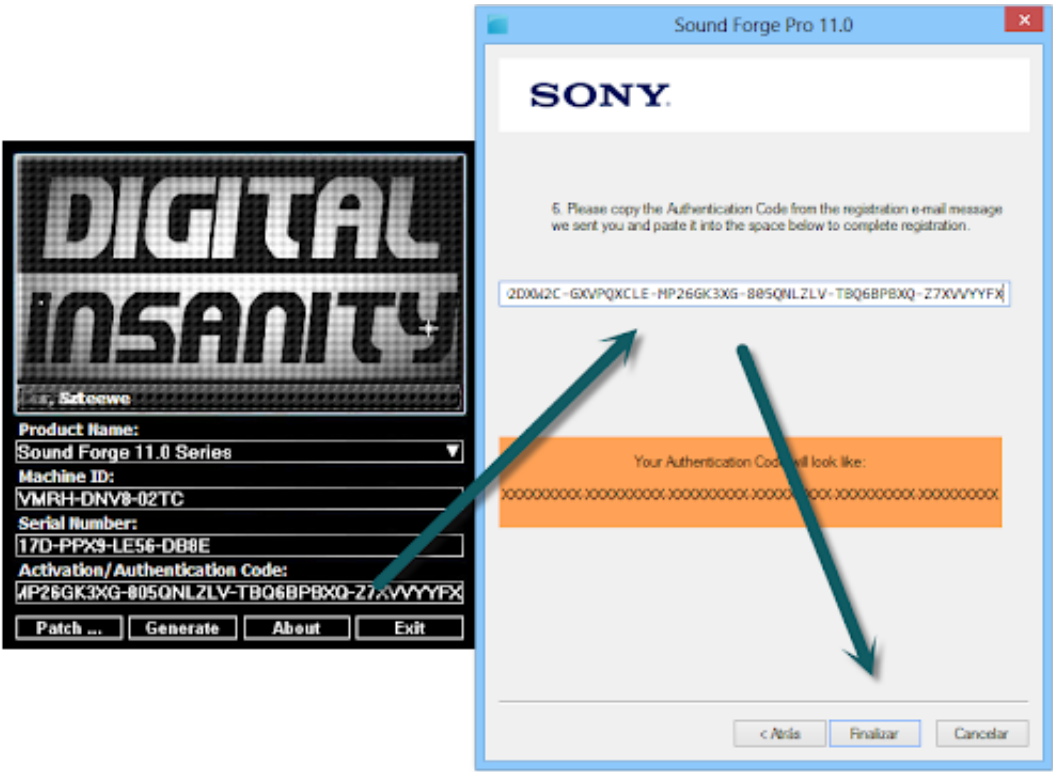 Sound Forge Pro 11.0
SONY
DIGITAL
INSANITY
, Szteewe
Product Name:
Sound Forge 11.0 Series
Machine ID:
VMRH-DNV8-02TC
Serial Number:
17D-PPX9-LE56-DB8E
Activation/Authentication Code:
MP26GK3XG-805QNLZLV-TBQ6BPBXQ-Z7XVVYYFX
Patch ...
Generate
About
Exit
6. Please copy the Authentication Code from the registration e-mail message
we sent you and paste it into the space below to complete registration.
2DXW2C-GXVPQXCLE-MP26GK3XG-805QNLZLV-TBQ6BPBXQ-Z7XVVYYFX
Your Authentication Code will look like:
XXXXXXXXX-XXXXXXXXX-XXXXXXXXX-XXXXXXXXX-XXXXXXXXX-XXXXXXXXX
< Atrás
Finalizar
Cancelar